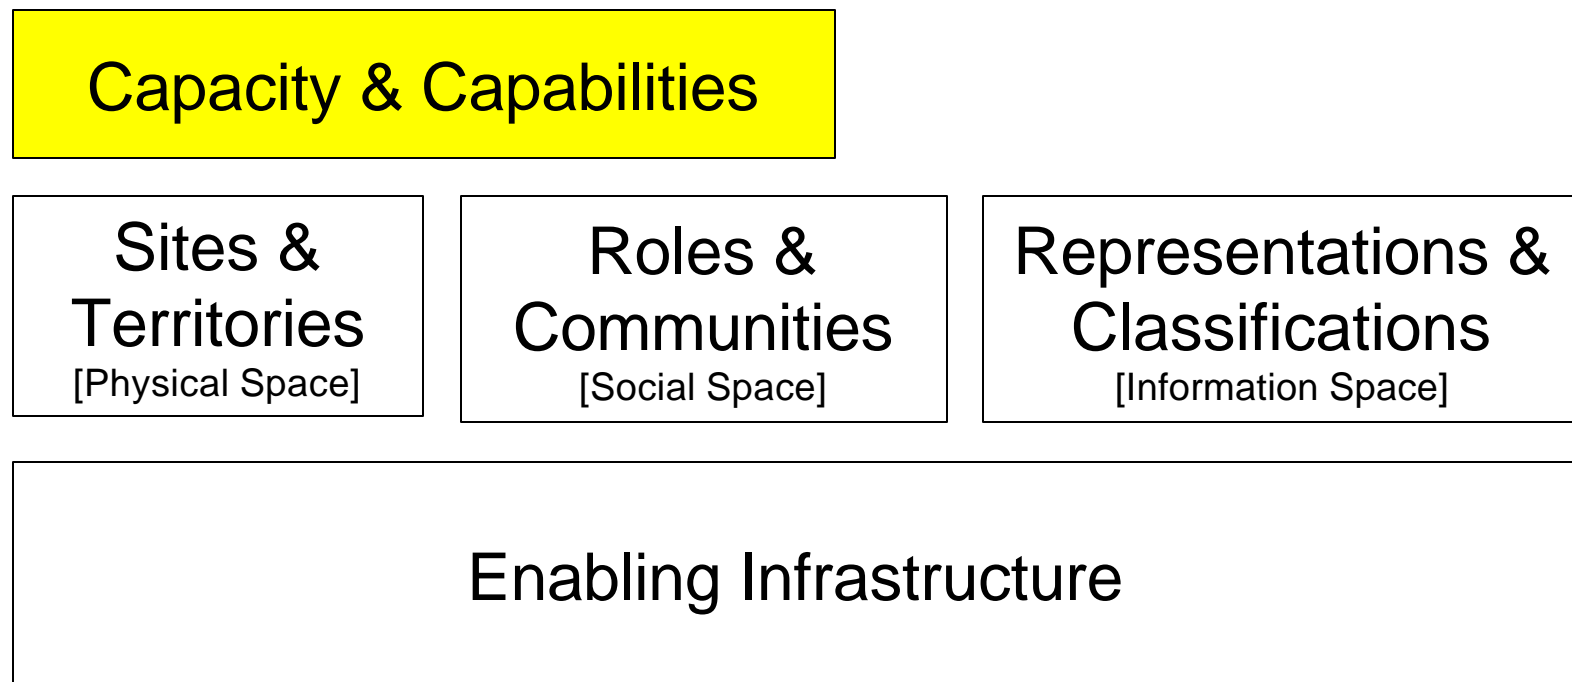 Capacity & Capabilities
Sites &
Territories
[Physical Space]
Roles &
Communities
[Social Space]
Representations &
Classifications
[Information Space]
Enabling Infrastructure